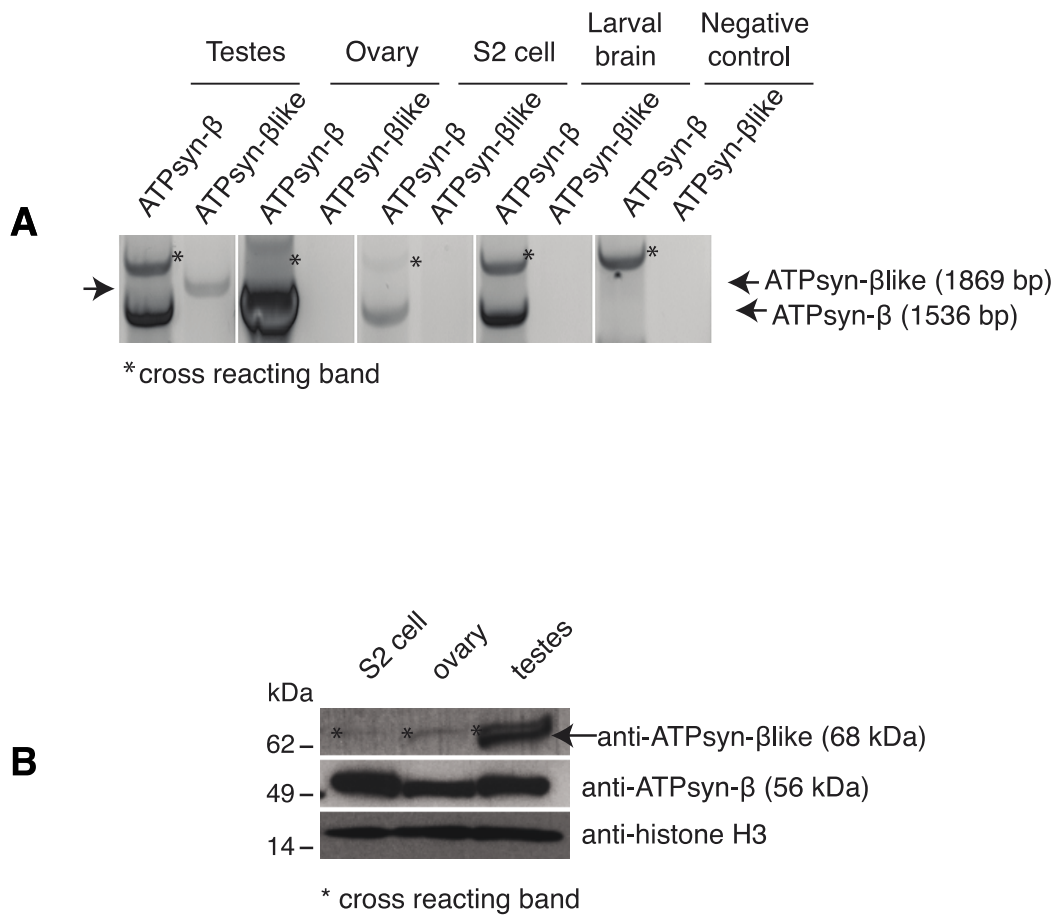 Testes
Ovary
S2 cell
Larval
brain
Negative
control
ATPsyn-β
ATPsyn-βlike
ATPsyn-β
ATPsyn-βlike
ATPsyn-β
ATPsyn-βlike
ATPsyn-β
ATPsyn-βlike
ATPsyn-β
ATPsyn-βlike
A
* * * * *
ATPsyn-βlike (1869 bp)
ATPsyn-β (1536 bp)
* cross reacting band
S2 cell
ovary
testes
kDa
B
* * *
62
anti-ATPsyn-βlike (68 kDa)
49
anti-ATPsyn-β (56 kDa)
14
anti-histone H3
* cross reacting band